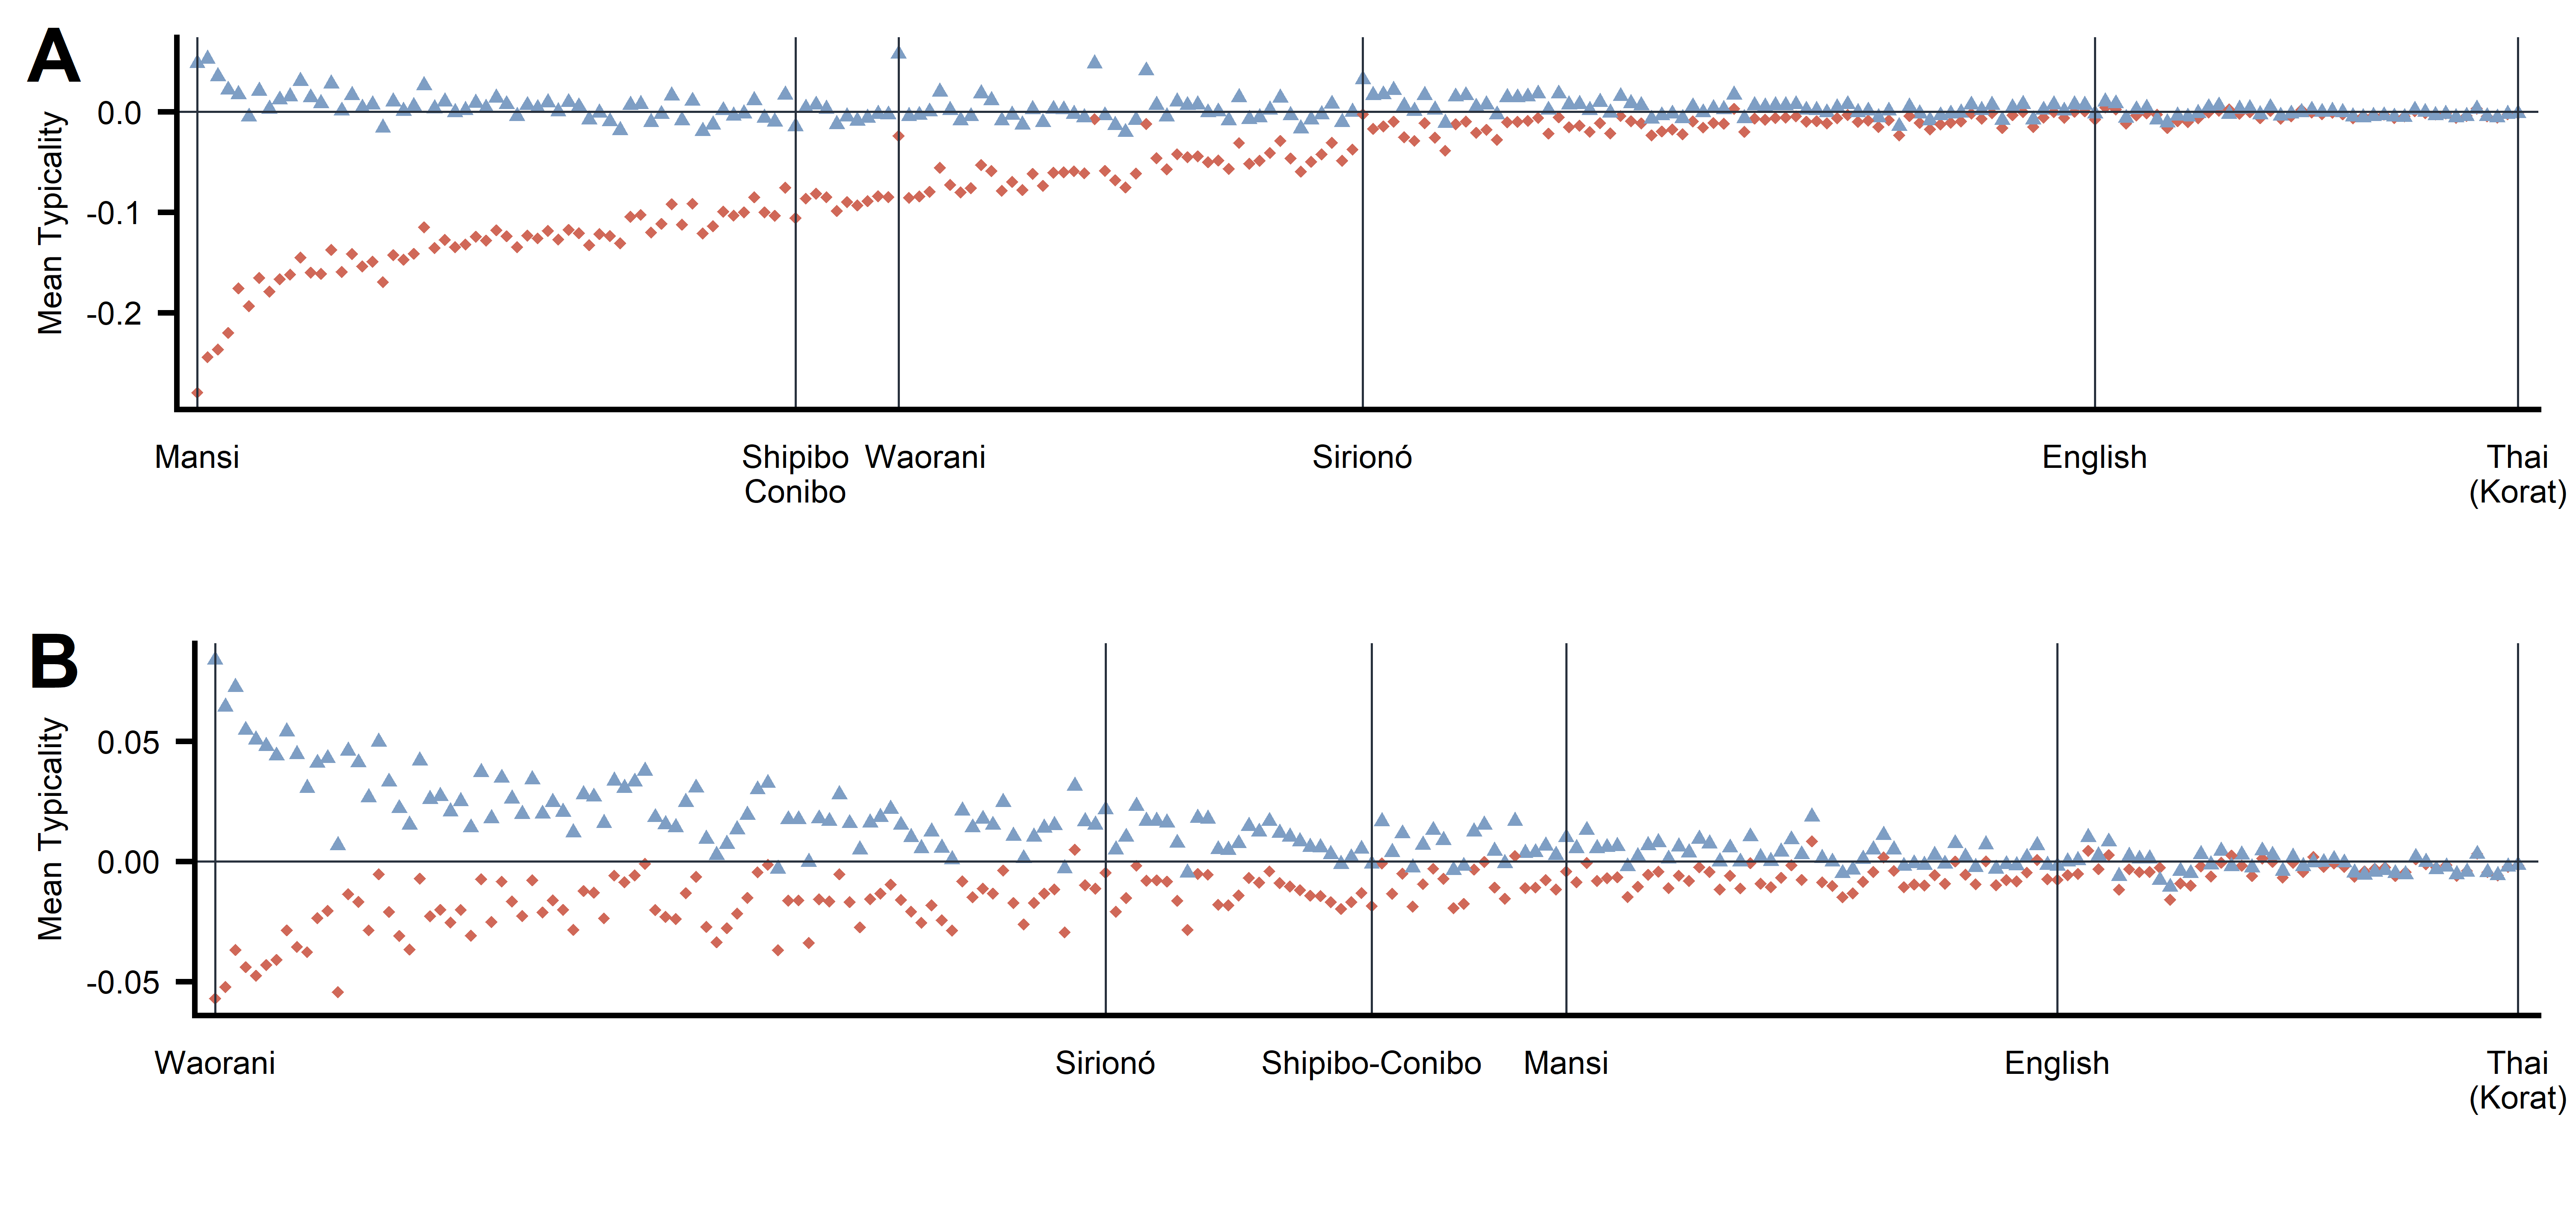 A
Mean Typicality
0.0
-0.1
-0.2
Mansi
Shipibo
Conibo
Waorani
Sirionó
English
Thai
(Korat)
B
Mean Typicality
0.05
0.00
-0.05
Waorani
Sirionó
Shipibo-Conibo
Mansi
English
Thai
(Korat)